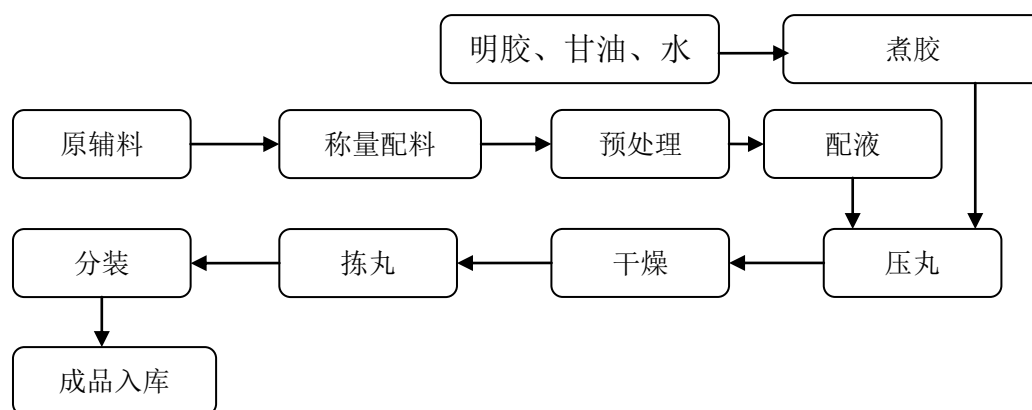 明胶、甘油、水
煮胶
原辅料
称量配料
预处理
配液
分装
拣丸
干燥
压丸
成品入库